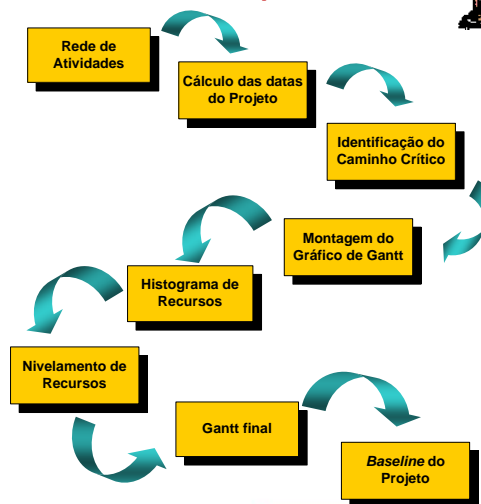 Rede de
Atividades
Cálculo das datas
do Projeto
Identificação do
Caminho Crítico
Montagem do
Gráfico de Gantt
Histograma de
Recursos
Nivelamento de
Recursos
Gantt final
Baseline do
Projeto